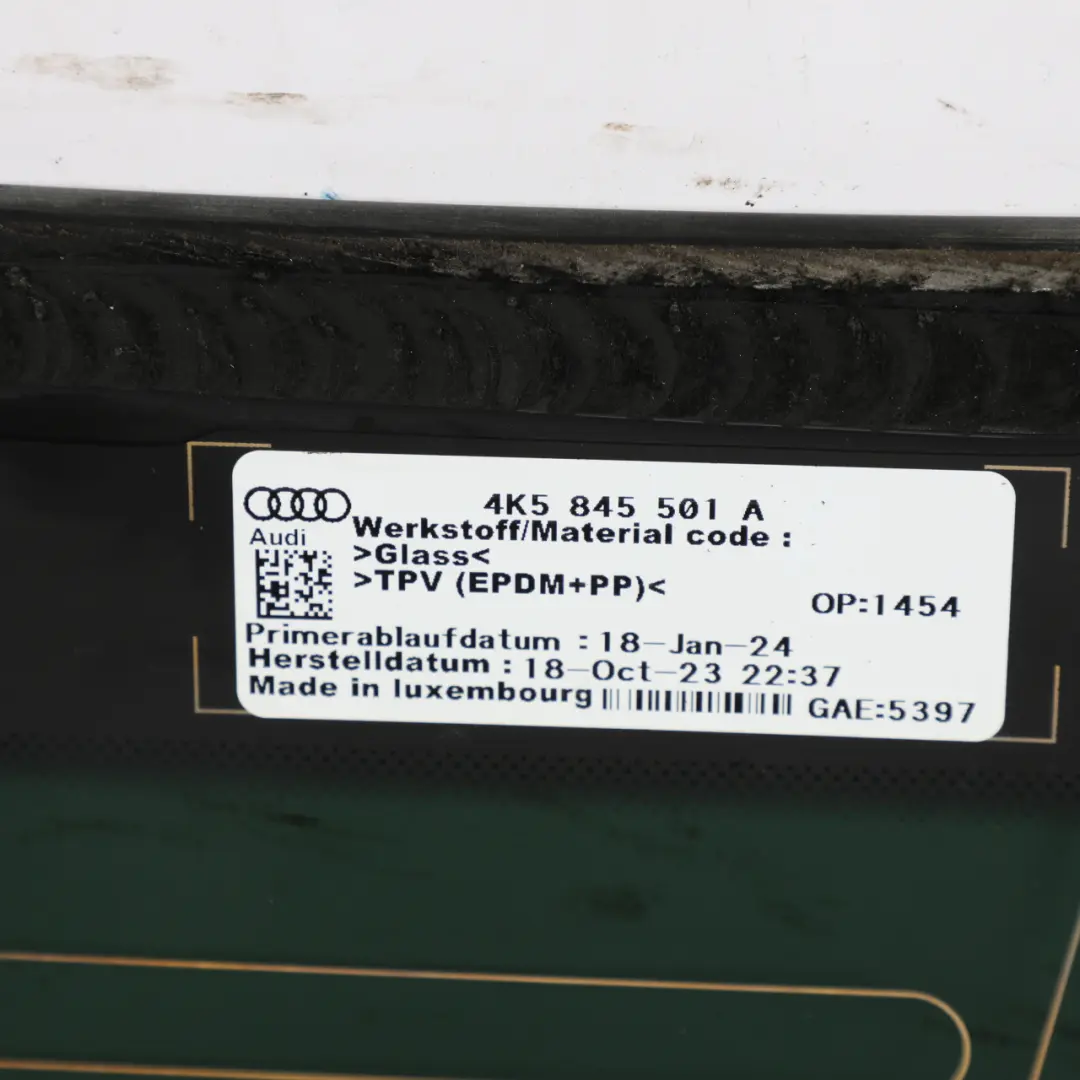 4K5 845 501 A
Audi
Werkstoff/Material code :
>Glass<
>TPV (EPDM+PP)<
OP:1454
Primerablaufdatum :18-Jan-24
Herstelldatum :18-Oct-23 22:37
Made in luxembourg GAE:5397